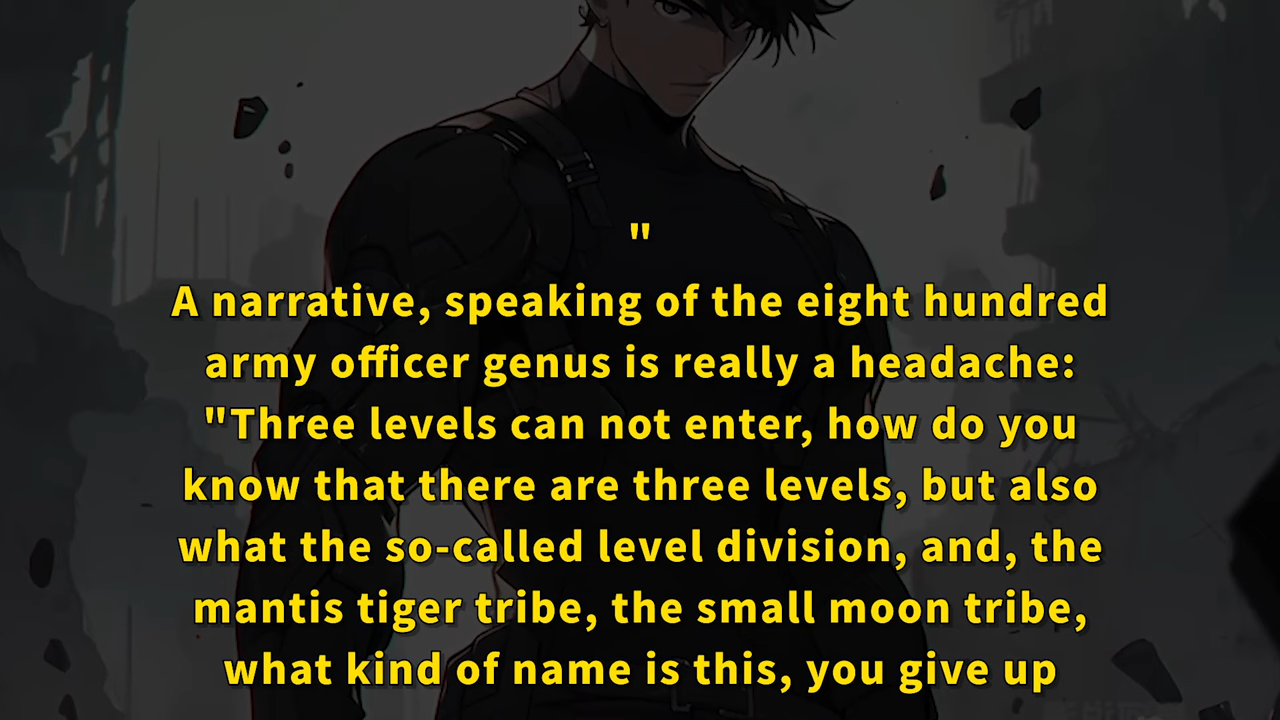 "
A narrative, speaking of the eight hundred
army officer genus is really a headache:
"Three levels can not enter, how do you
know that there are three levels, but also
what the so-called level division, and, the
mantis tiger tribe, the small moon tribe,
what kind of name is this, you give up